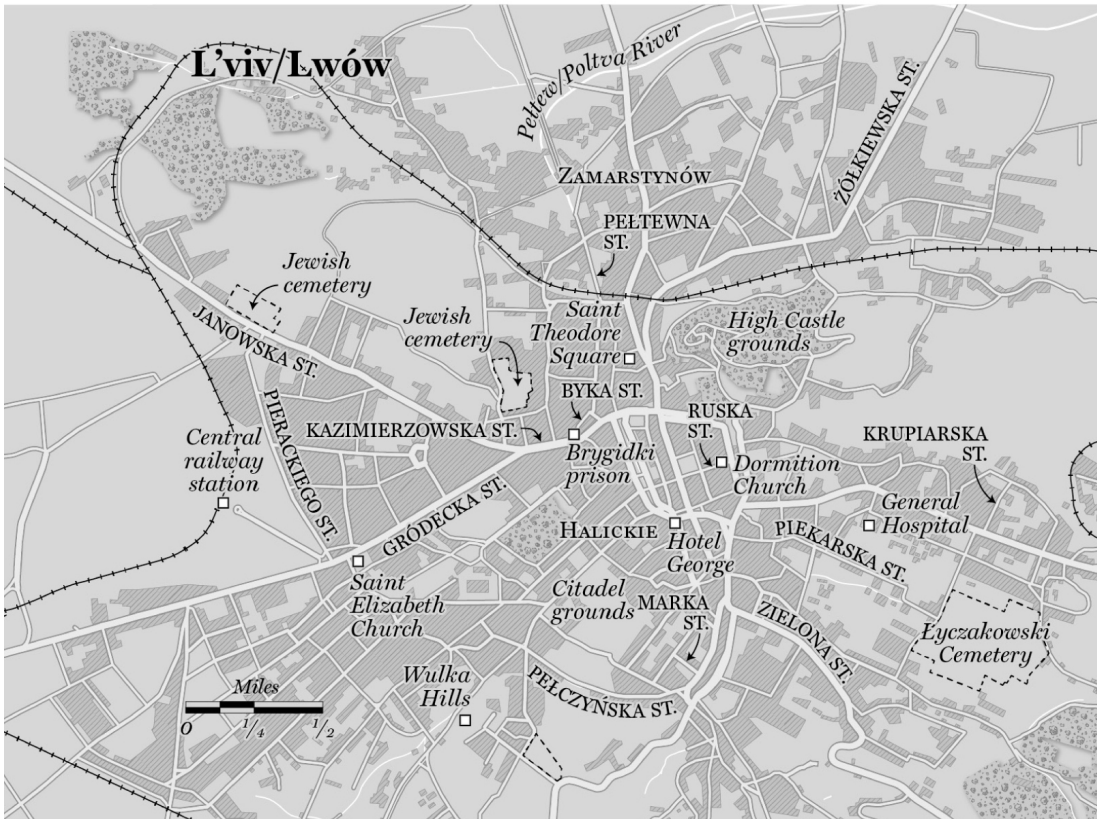 L'viv/Lwów
Pełtew/Poltva River
ZAMARSTYNÓW
ŻÓŁKIEWSKA ST.
PEŁTEWNA
ST.
Jewish
cemetery
JANOWSKA ST.
Jewish
cemetery
Saint
Theodore
Square
High Castle
grounds
BYKA ST.
KAZIMIERZOWSKA ST.
Brygidki
prison
RUSKA
ST.
Dormition
Church
KRUPIARSKA
ST.
Central
railway
station
PIERACKIEGO ST.
GRÓDECKA ST.
HALICKIE
Hotel
George
General
Hospital
PIEKARSKA ST.
Saint
Elizabeth
Church
Citadel
grounds
MARKA
ST.
ZIELONA ST.
Łyczakowski
Cemetery
Wulka
Hills
PEŁCZYŃSKA ST.
Miles
0 1/4 1/2